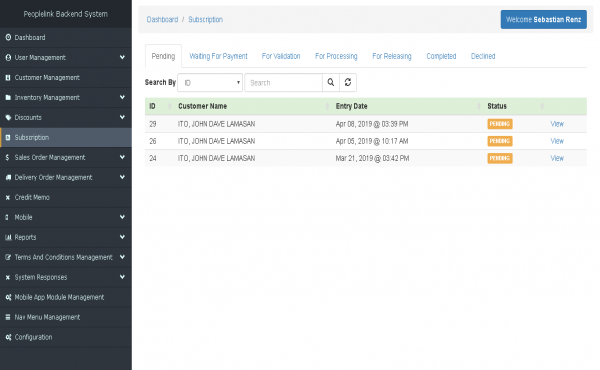 Peoplelink Backend System
Dashboard
User Management
Customer Management
Inventory Management
Discounts
Subscription
Sales Order Management
Delivery Order Management
Credit Memo
Mobile
Reports
Terms And Conditions Management
System Responses
Mobile App Module Management
Nav Menu Management
Configuration
Dashboard / Subscription
Welcome Sebastian Renz
Pending Waiting For Payment For Validation For Processing For Releasing Completed Declined
Search By ID Search
ID Customer Name Entry Date Status
29 ITO, JOHN DAVE LAMASAN Apr 08, 2019 @ 03:39 PM PENDING View
26 ITO, JOHN DAVE LAMASAN Apr 05, 2019 @ 10:17 AM PENDING View
24 ITO, JOHN DAVE LAMASAN Mar 21, 2019 @ 03:42 PM PENDING View